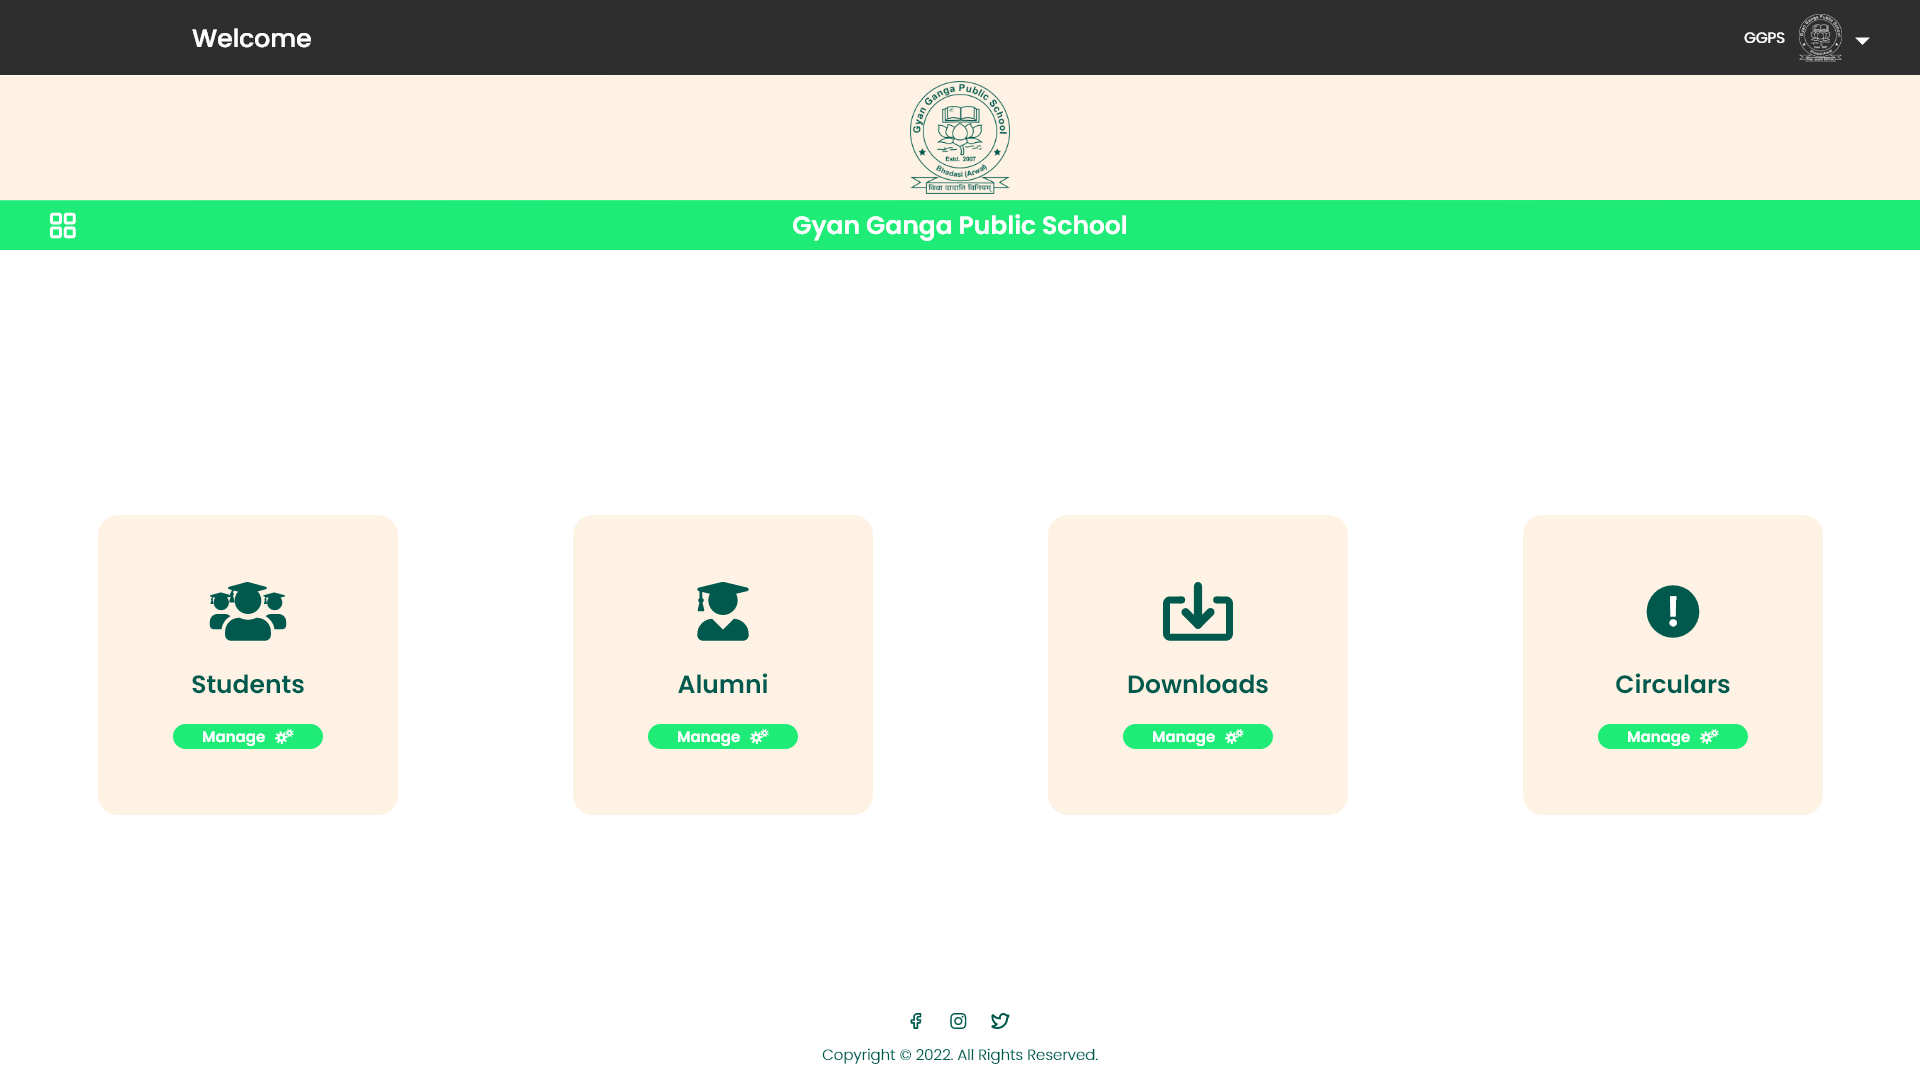 Welcome
GGPS
Gyan Ganga Public School
Estd. 2007
Bhadasi (Arwal)
विद्या ददाति विनियम्
Gyan Ganga Public School
Students
Alumni
Downloads
Circulars
Manage
Manage
Manage
Manage
Copyright © 2022. All Rights Reserved.